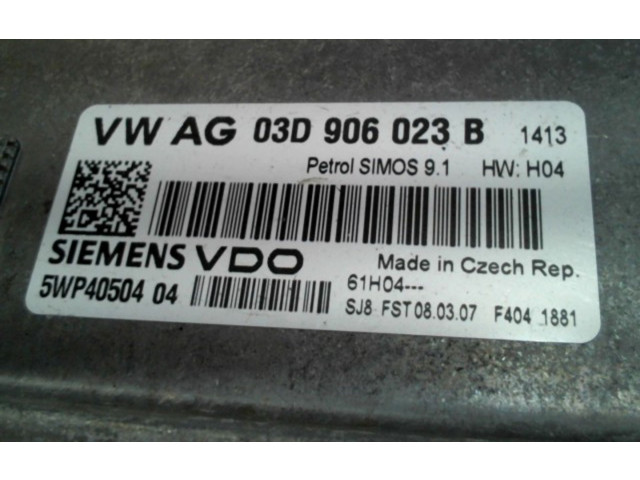 VW AG 03D 906 023 B 1413
Petrol SIMOS 9.1 HW: H04
SIEMENS VDO Made in Czech Rep.
5WP40504 04 61H04---
SJ8 FST 08.03.07 F404 1881